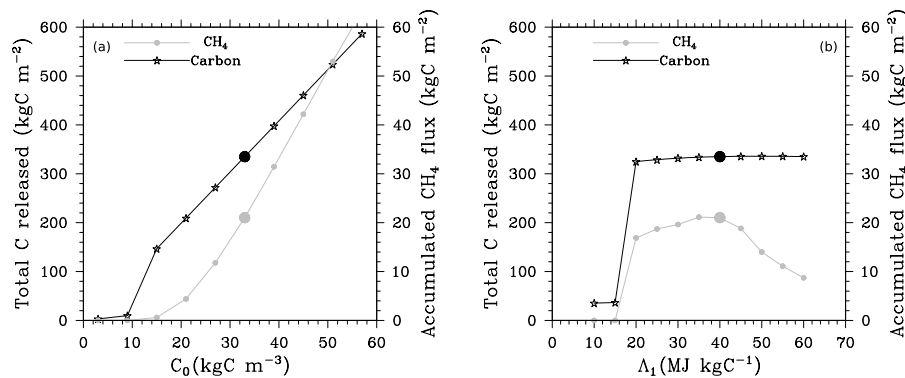 (a)
CH₄
Carbon
Total C released (kgC m⁻²)
600
500
400
300
200
100
0
60
50
40
30
20
10
0
Accumulated CH₄ flux (kgC m⁻²)
0 10 20 30 40 50 60
C₀(kgC m⁻³)
(b)
CH₄
Carbon
Total C released (kgC m⁻²)
600
500
400
300
200
100
0
60
50
40
30
20
10
0
Accumulated CH₄ flux (kgC m⁻²)
0 10 20 30 40 50 60 70
Λ₁(MJ kgC⁻¹)